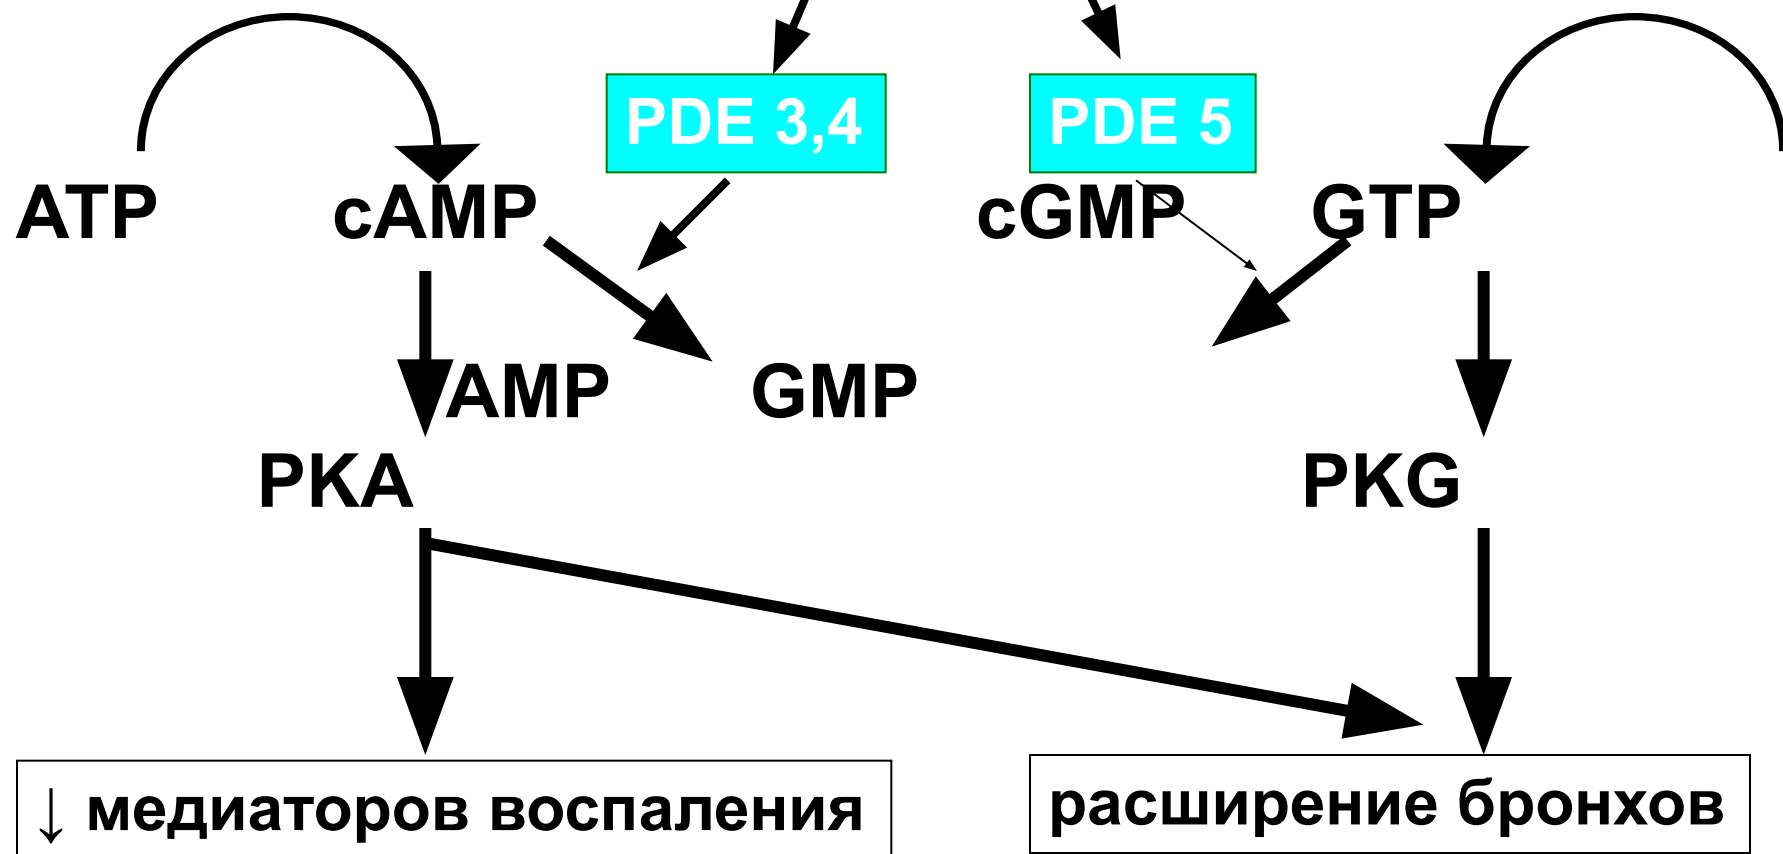 PDE 3,4 PDE 5
ATP cAMP cGMP GTP
AMP GMP
PKA PKG
↓ медиаторов воспаления
расширение бронхов